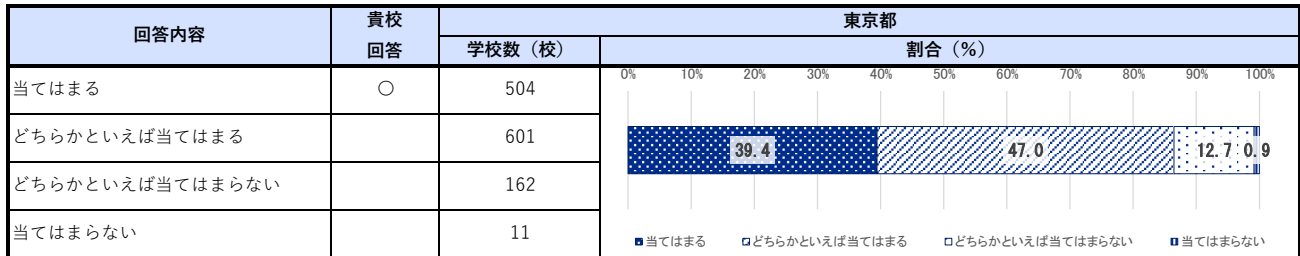 回答内容 貴校回答 東京都
学校数（校） 割合（%）
当てはまる ○ 504
どちらかといえば当てはまる 601
どちらかといえば当てはまらない 162
当てはまらない 11
0% 10% 20% 30% 40% 50% 60% 70% 80% 90% 100%
39.4 47.0 12.7 0.9
当てはまる どちらかといえば当てはまる どちらかといえば当てはまらない 当てはまらない